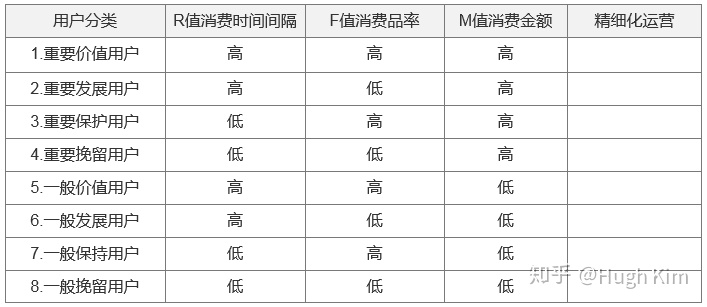 用户分类 R值消费时间间隔 F值消费品率 M值消费金额 精细化运营
1.重要价值用户 高 高 高
2.重要发展用户 高 低 高
3.重要保护用户 低 高 高
4.重要挽留用户 低 低 高
5.一般价值用户 高 高 低
6.一般发展用户 高 低 低
7.一般保持用户 低 高 低
8.一般挽留用户 低 低 低
知乎 @Hugh Kim